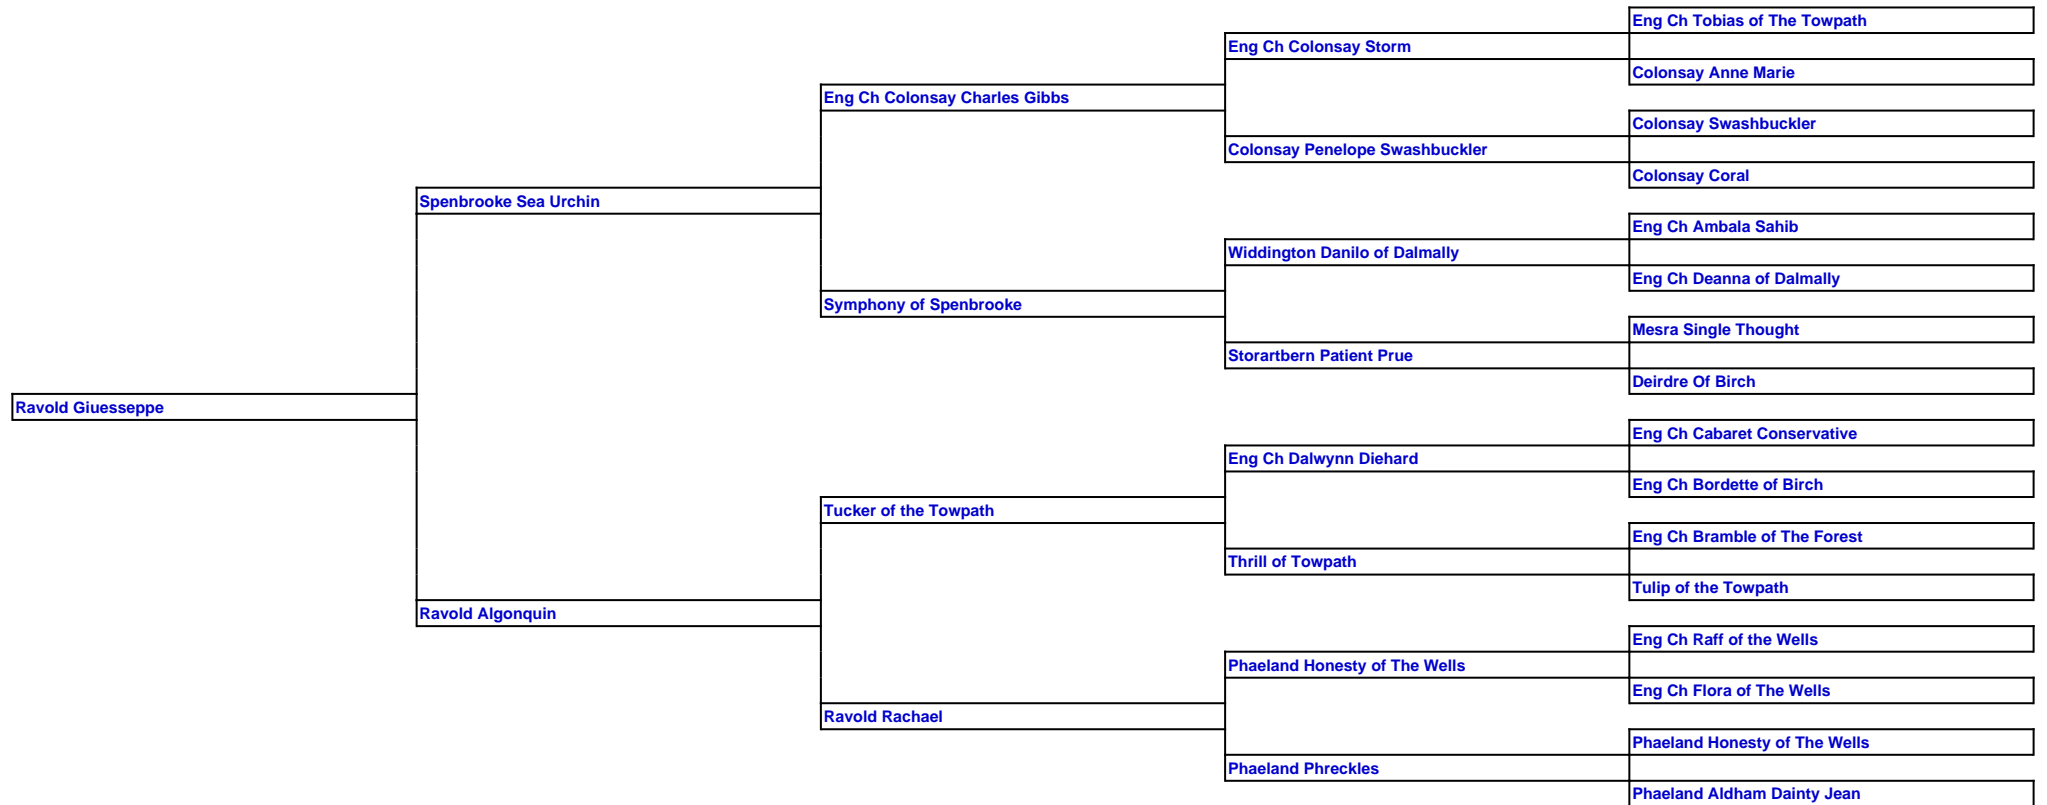 Eng Ch Tobias of The Towpath
Eng Ch Colonsay Storm
Colonsay Anne Marie
Eng Ch Colonsay Charles Gibbs
Colonsay Swashbuckler
Colonsay Penelope Swashbuckler
Colonsay Coral
Spenbrooke Sea Urchin
Eng Ch Ambala Sahib
Widdington Danilo of Dalmally
Eng Ch Deanna of Dalmally
Symphony of Spenbrooke
Mesra Single Thought
Storartbern Patient Prue
Deirdre Of Birch
Ravold Giuesseppe
Eng Ch Cabaret Conservative
Eng Ch Dalwynn Diehard
Eng Ch Bordette of Birch
Tucker of the Towpath
Eng Ch Bramble of The Forest
Thrill of Towpath
Tulip of the Towpath
Ravold Algonquin
Eng Ch Raff of the Wells
Phaeland Honesty of The Wells
Eng Ch Flora of The Wells
Ravold Rachael
Phaeland Honesty of The Wells
Phaeland Phreckles
Phaeland Aldham Dainty Jean